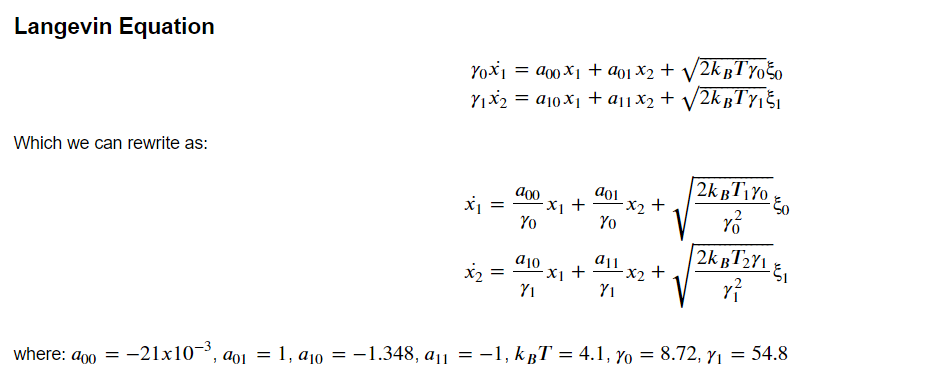 Langevin Equation
γ₀ẋ₁ = a₀₀x₁ + a₀₁x₂ + √(2k_BTγ₀)ξ₀
γ₁ẋ₂ = a₁₀x₁ + a₁₁x₂ + √(2k_BTγ₁)ξ₁
Which we can rewrite as:
ẋ₁ = a₀₀/γ₀ x₁ + a₀₁/γ₀ x₂ + √(2k_BT₁γ₀/γ₀²) ξ₀
ẋ₂ = a₁₀/γ₁ x₁ + a₁₁/γ₁ x₂ + √(2k_BT₂γ₁/γ₁²) ξ₁
where: a₀₀ = −21x10⁻³, a₀₁ = 1, a₁₀ = −1.348, a₁₁ = −1, k_BT = 4.1, γ₀ = 8.72, γ₁ = 54.8